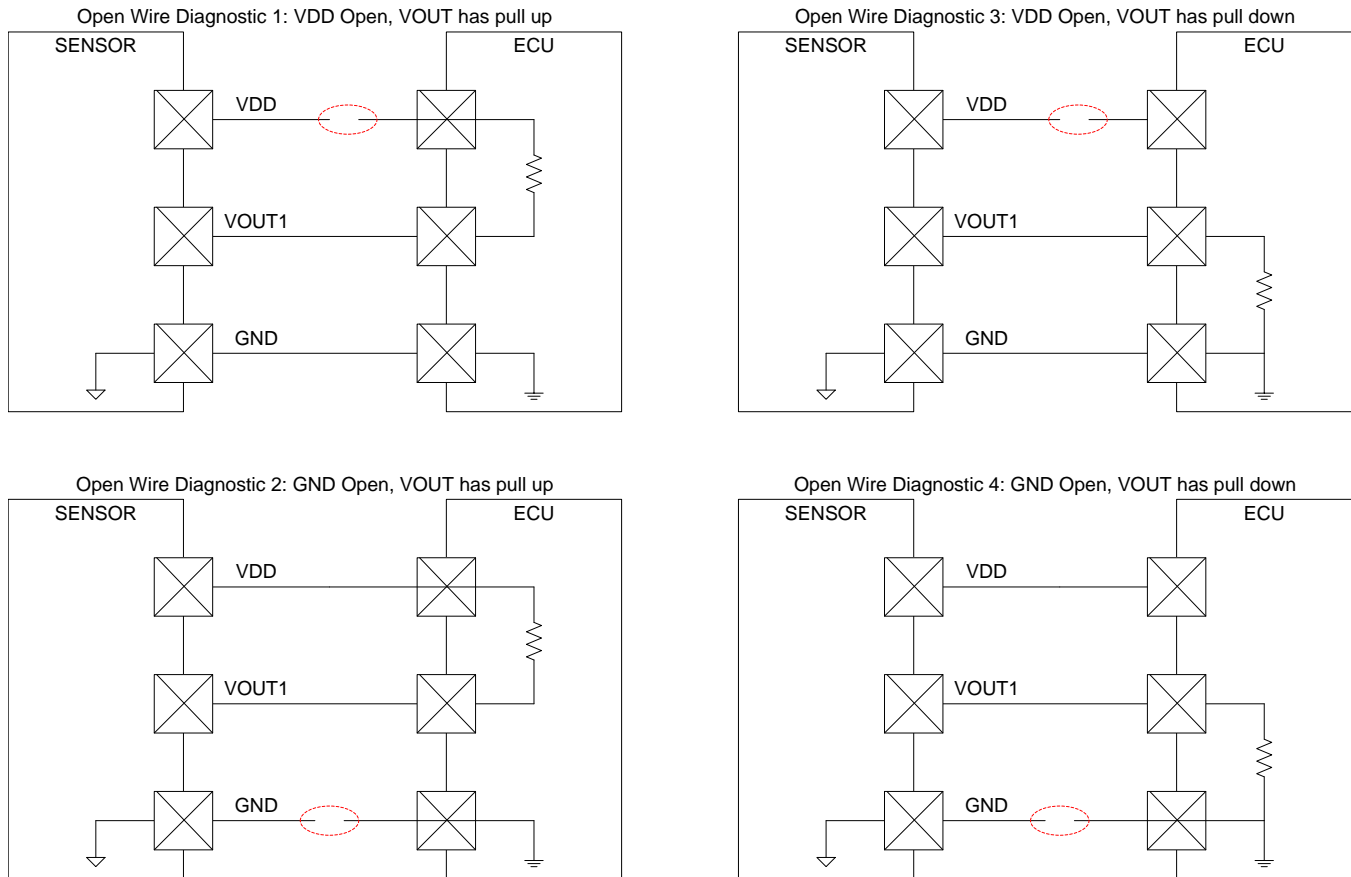 Open Wire Diagnostic 1: VDD Open, VOUT has pull up
SENSOR
ECU
VDD
VOUT1
GND
Open Wire Diagnostic 3: VDD Open, VOUT has pull down
SENSOR
ECU
VDD
VOUT1
GND
Open Wire Diagnostic 2: GND Open, VOUT has pull up
SENSOR
ECU
VDD
VOUT1
GND
Open Wire Diagnostic 4: GND Open, VOUT has pull down
SENSOR
ECU
VDD
VOUT1
GND